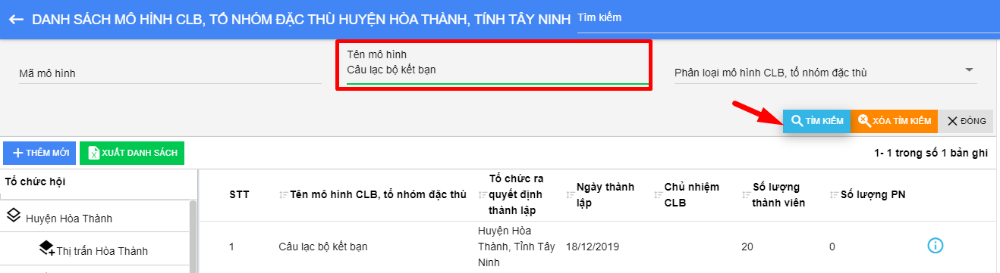 DANH SÁCH MÔ HÌNH CLB, TỔ NHÓM ĐẶC THÙ HUYỆN HÒA THÀNH, TỈNH TÂY NINH
Tìm kiếm
Mã mô hình
Tên mô hình
Câu lạc bộ kết bạn
Phân loại mô hình CLB, tổ nhóm đặc thù
TÌM KIẾM
XÓA TÌM KIẾM
ĐÓNG
THÊM MỚI
XUẤT DANH SÁCH
1- 1 trong số 1 bản ghi
Tổ chức hội
Huyện Hòa Thành
Thị trấn Hòa Thành
STT
Tên mô hình CLB, tổ nhóm đặc thù
Tổ chức ra
quyết định
thành lập
Ngày thành
lập
Chủ nhiệm
CLB
Số lượng
thành viên
Số lượng PN
1
Câu lạc bộ kết bạn
Huyện Hòa
Thành, Tỉnh Tây
Ninh
18/12/2019
20
0